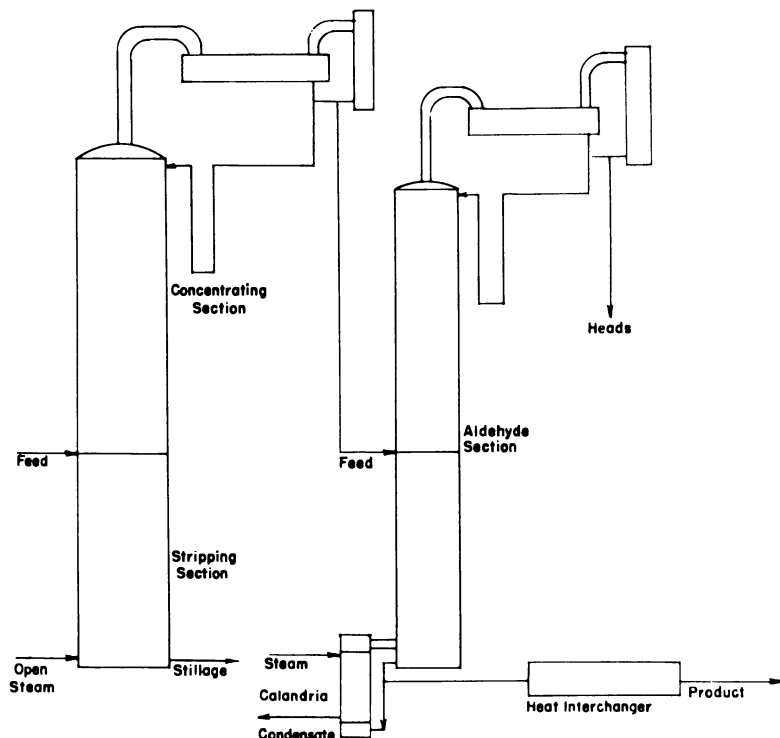 Concentrating
Section
Heads
Feed
Feed
Aldehyde
Section
Stripping
Section
Open
Steam
Stillage
Steam
Calandria
Condensate
Heat Interchanger
Product